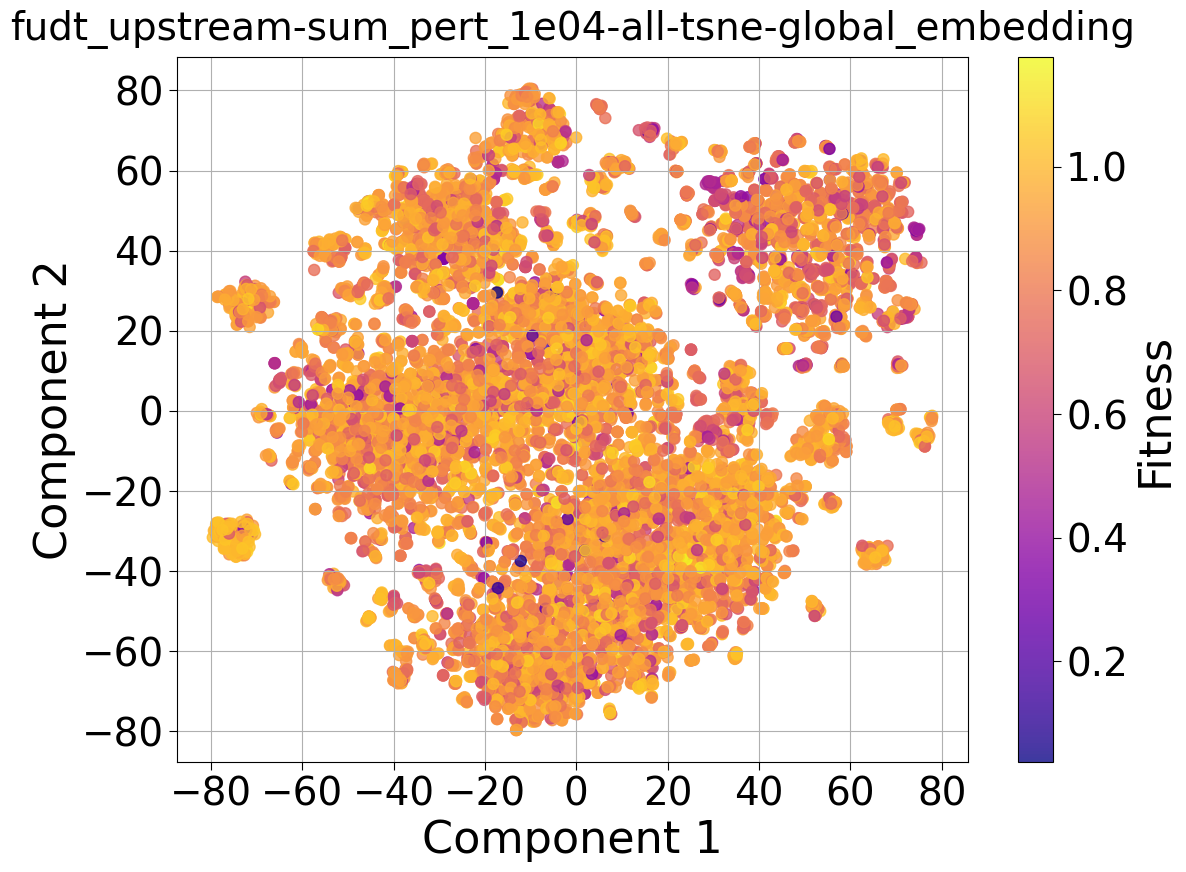 fudt_upstream-sum_pert_1e04-all-tsne-global_embedding
Component 2
80
60
40
20
0
−20
−40
−60
−80
−80 −60 −40 −20 0 20 40 60 80
Component 1
1.0
0.8
0.6
0.4
0.2
Fitness